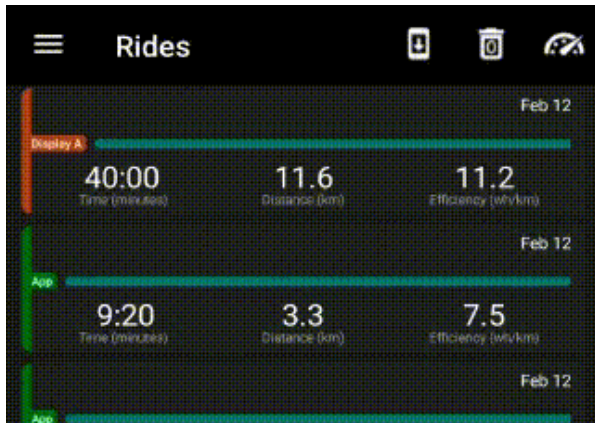 Rides
0
Feb 12
Display A
40:00 11.6 11.2
Time (minutes) Distance (km) Efficiency (wh/km)
Feb 12
App
9:20 3.3 7.5
Time (minutes) Distance (km) Efficiency (wh/km)
Feb 12
App